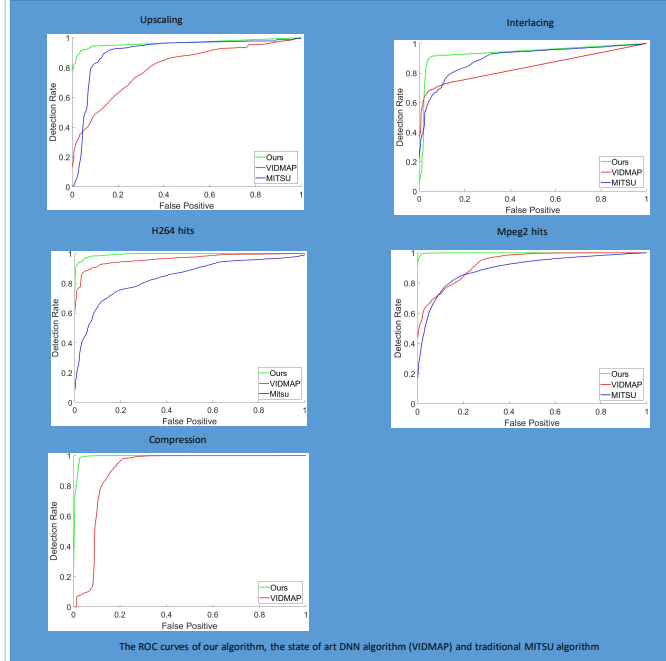 Upscaling
1
0.8
0.6
0.4
0.2
0
Detection Rate
0
0.2
0.4
0.6
0.8
1
False Positive
Ours
VIDMAP
MITSU
Interlacing
1
0.8
0.6
0.4
0.2
0
Detection Rate
0
0.2
0.4
0.6
0.8
1
False Positive
Ours
VIDMAP
MITSU
H264 hits
1
0.8
0.6
0.4
0.2
0
Detection Rate
0
0.2
0.4
0.6
0.8
1
False Positive
Ours
VIDMAP
Mitsu
Mpeg2 hits
1
0.8
0.6
0.4
0.2
0
Detection Rate
0
0.2
0.4
0.6
0.8
1
False Positive
Ours
VIDMAP
MITSU
Compression
1
0.8
0.6
0.4
0.2
0
Detection Rate
0
0.2
0.4
0.6
0.8
1
False Positive
Ours
VIDMAP
The ROC curves of our algorithm, the state of art DNN algorithm (VIDMAP) and traditional MITSU algorithm